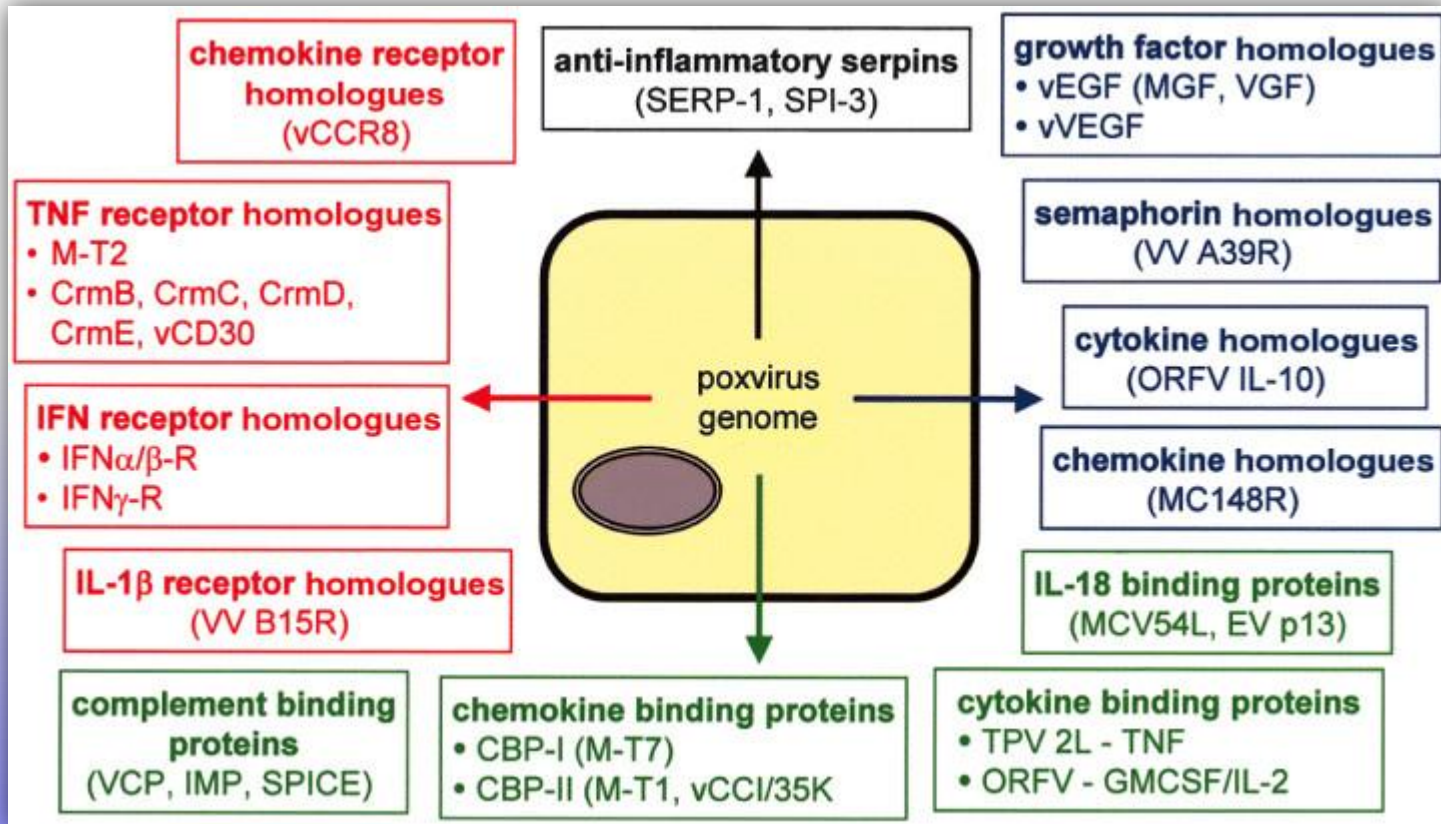 chemokine receptor
homologues
(vCCR8)
anti-inflammatory serpins
(SERP-1, SPI-3)
growth factor homologues
• vEGF (MGF, VGF)
• vVEGF
TNF receptor homologues
• M-T2
• CrmB, CrmC, CrmD,
CrmE, vCD30
semaphorin homologues
(VV A39R)
cytokine homologues
(ORFV IL-10)
poxvirus
genome
IFN receptor homologues
• IFNα/β-R
• IFNγ-R
chemokine homologues
(MC148R)
IL-1β receptor homologues
(VV B15R)
IL-18 binding proteins
(MCV54L, EV p13)
complement binding
proteins
(VCP, IMP, SPICE)
chemokine binding proteins
• CBP-I (M-T7)
• CBP-II (M-T1, vCCI/35K
cytokine binding proteins
• TPV 2L - TNF
• ORFV - GMCSF/IL-2